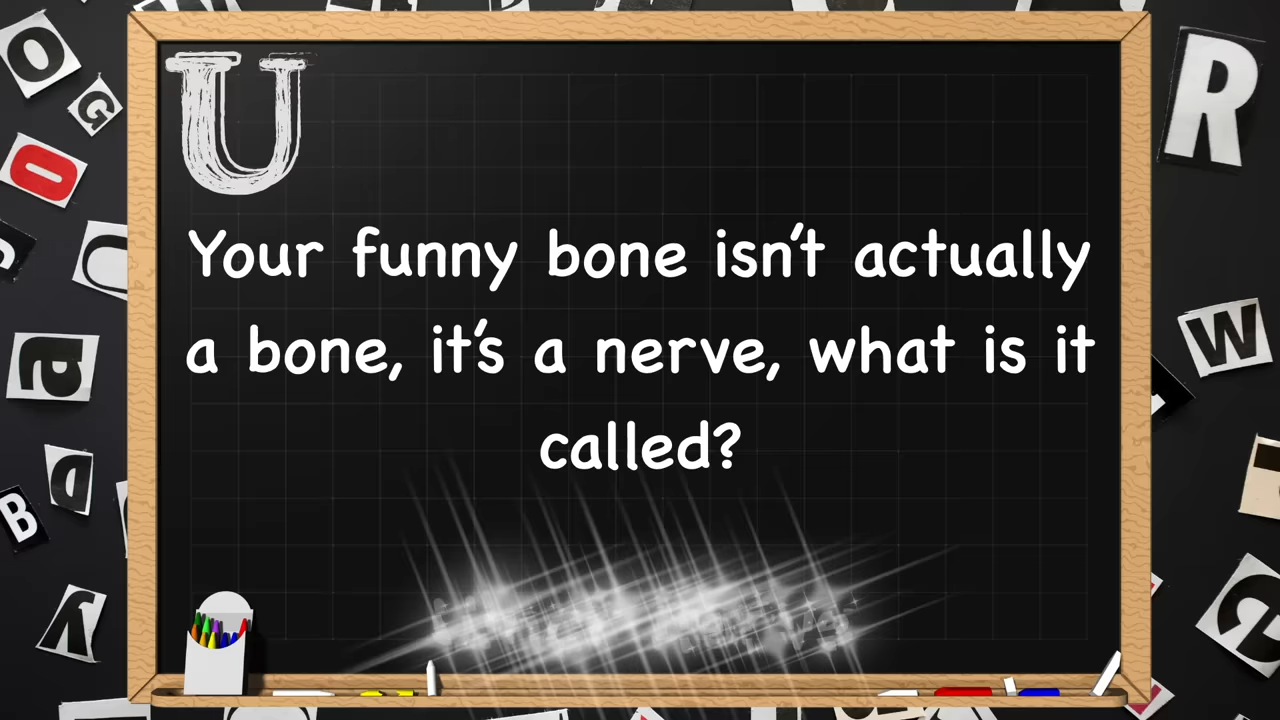 U
Your funny bone isn't actually
a bone, it's a nerve, what is it
called?
O
G
O
a
D
B
y
R
W